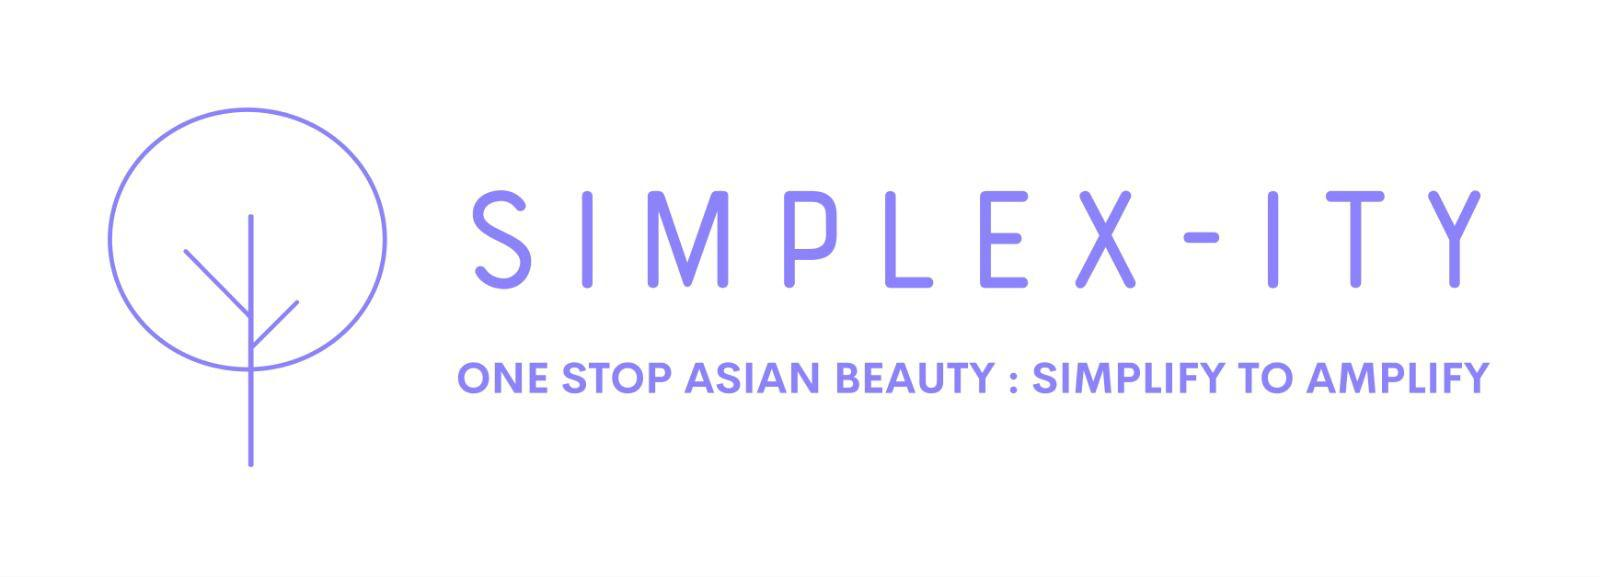 SIMPLEX-ITY
ONE STOP ASIAN BEAUTY : SIMPLIFY TO AMPLIFY